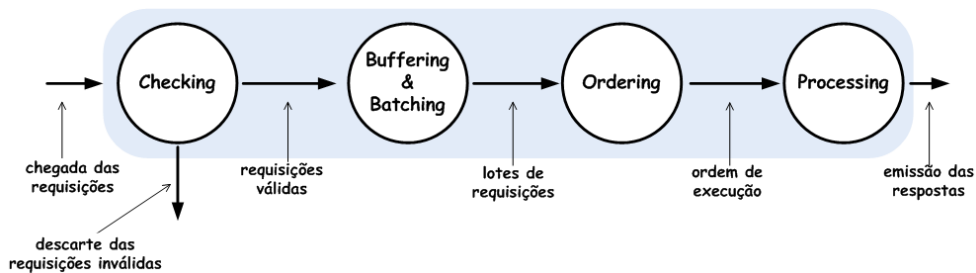 Checking
Buffering
&
Batching
Ordering
Processing
chegada das
requisições
requisições
válidas
lotes de
requisições
ordem de
execução
emissão das
respostas
descarte das
requisições inválidas